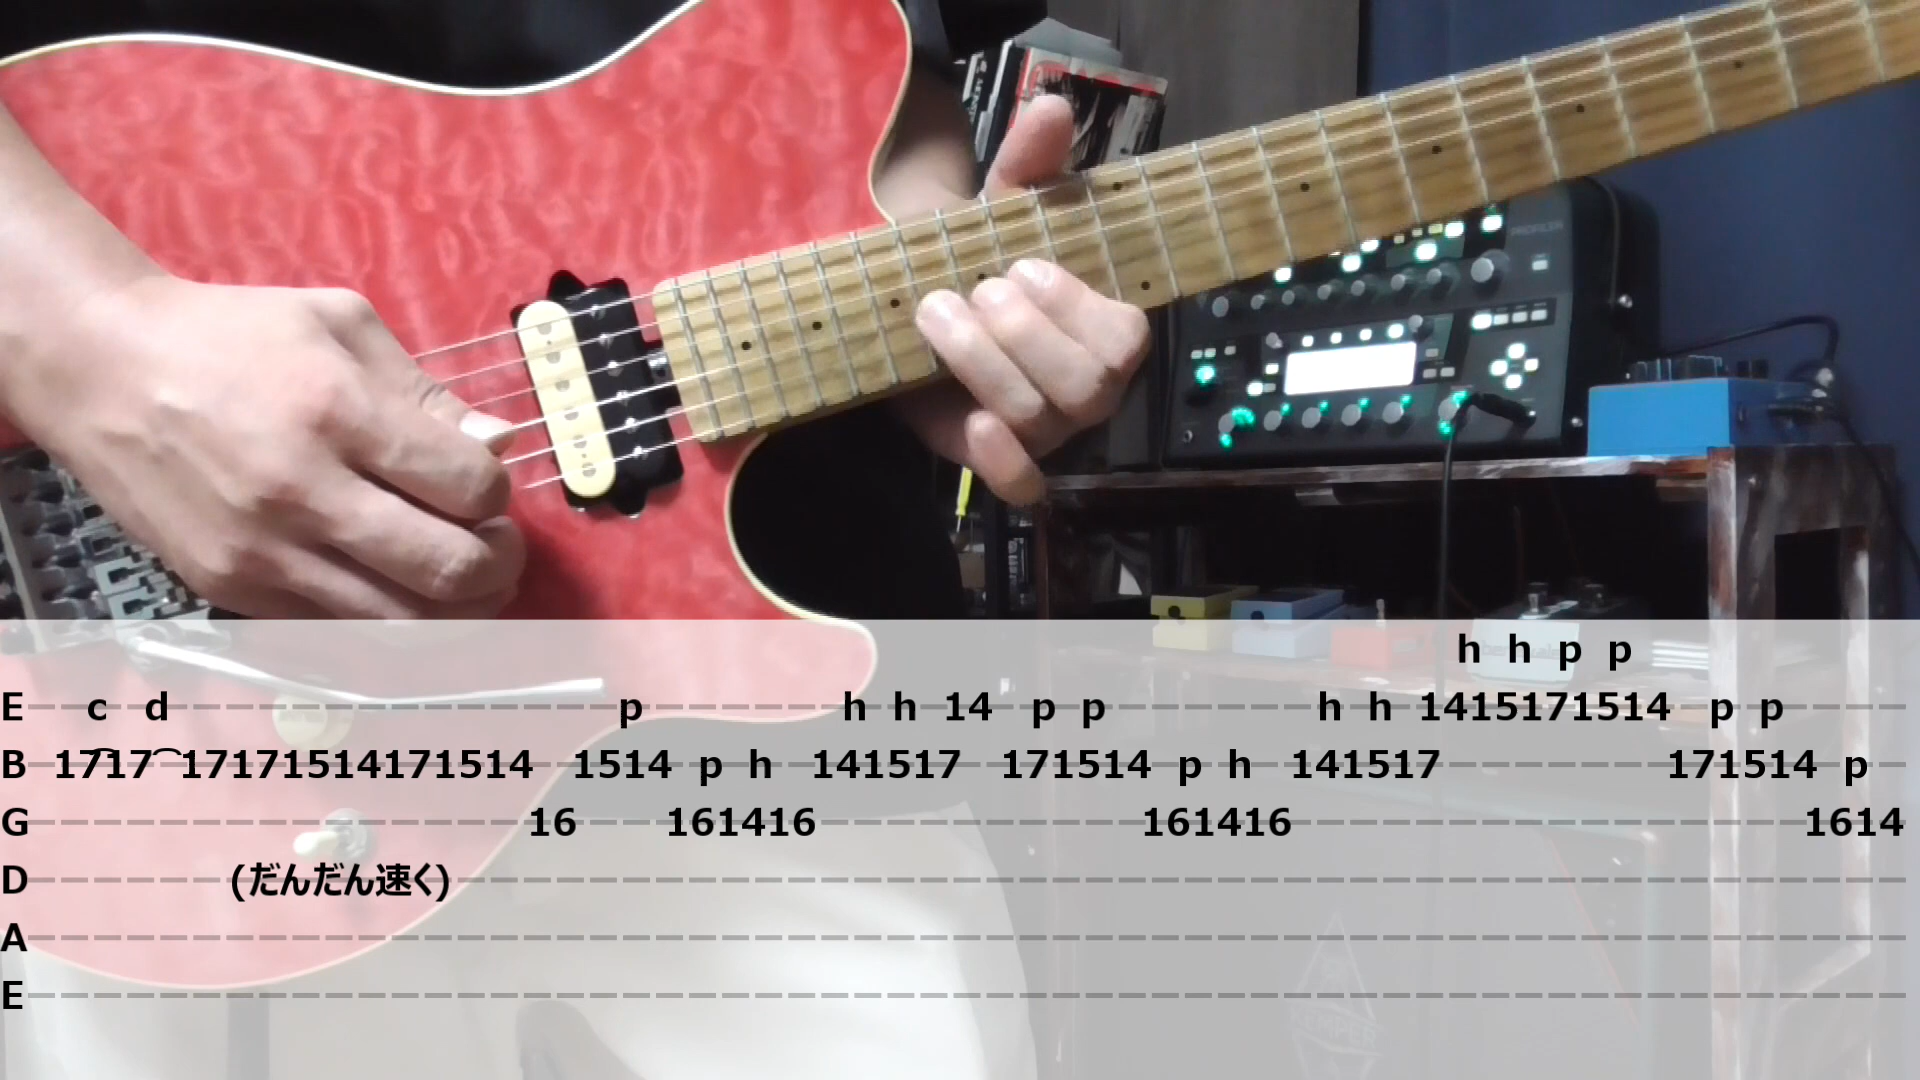 h h p p
E c d p h h 14 p p h h 1415171514 p p
B 1717 17171514171514 1514 p h 141517 171514 p h 141517 171514 p
G 16 161416 161416 1614
D (だんだん速く)
A
E